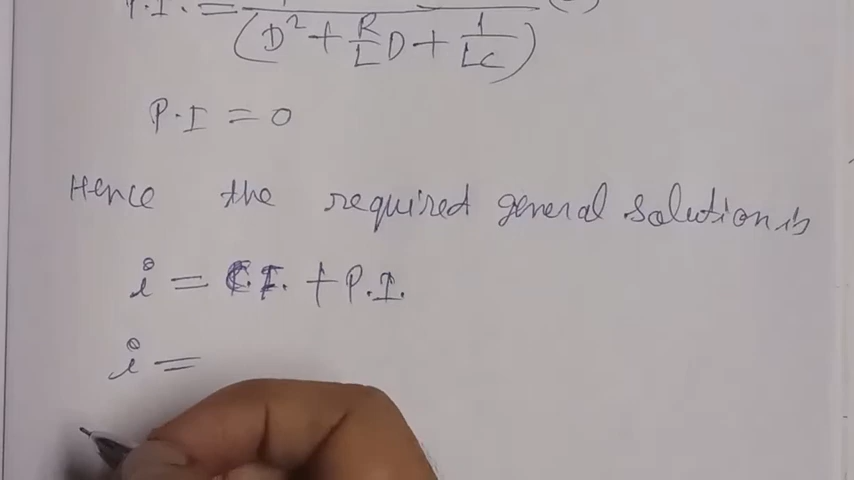 P.I. =
(D² + R/L D + 1/LC)
P.I = 0
Hence the required general solution is
i = C.F. + P.I.
i =